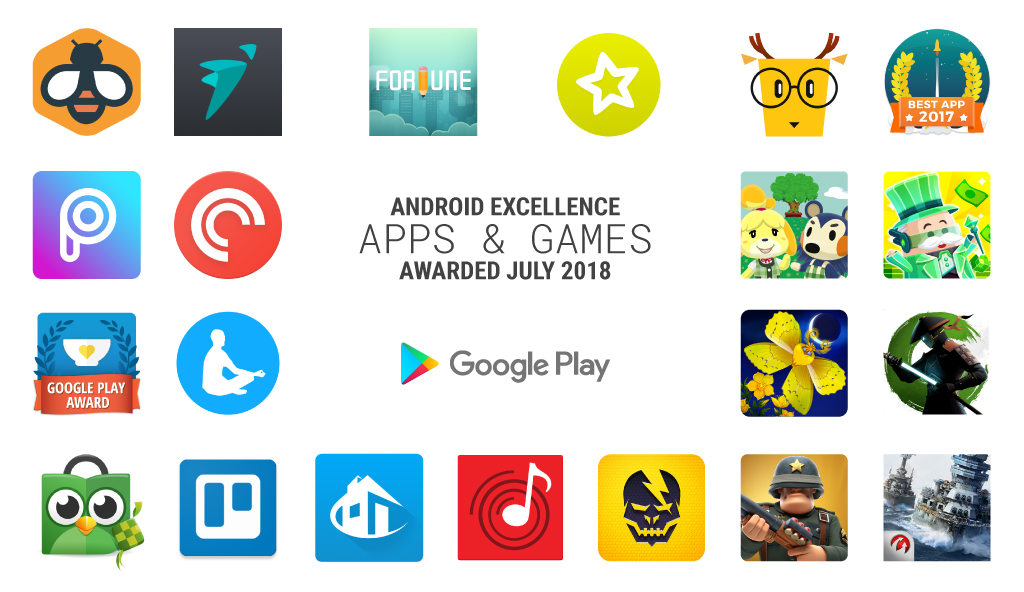 FORTUNE
BEST APP
2017
ANDROID EXCELLENCE
APPS & GAMES
AWARDED JULY 2018
GOOGLE PLAY
AWARD
Google Play